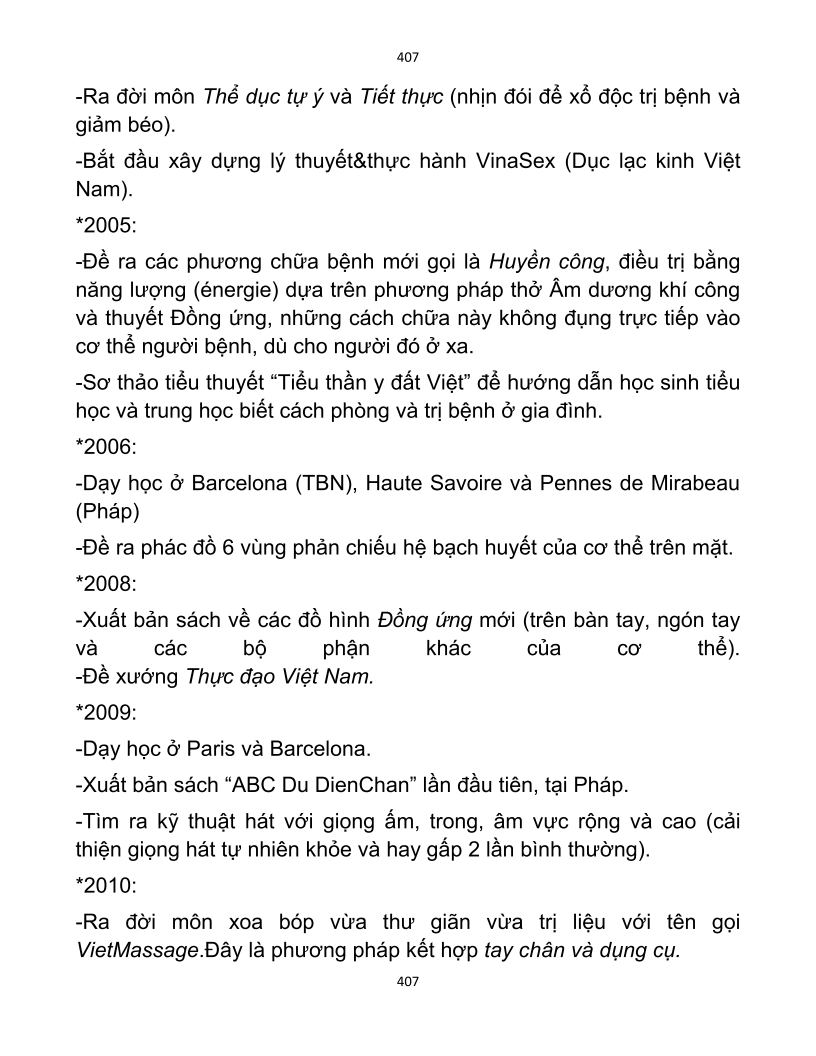 407
-Ra đời môn Thể dục tự ý và Tiết thực (nhịn đói để xổ độc trị bệnh và
giảm béo).
-Bắt đầu xây dựng lý thuyết&thực hành VinaSex (Dục lạc kinh Việt
Nam).
*2005:
-Đề ra các phương chữa bệnh mới gọi là Huyền công, điều trị bằng
năng lượng (énergie) dựa trên phương pháp thở Âm dương khí công
và thuyết Đồng ứng, những cách chữa này không đụng trực tiếp vào
cơ thể người bệnh, dù cho người đó ở xa.
-Sơ thảo tiểu thuyết “Tiểu thần y đất Việt” để hướng dẫn học sinh tiểu
học và trung học biết cách phòng và trị bệnh ở gia đình.
*2006:
-Dạy học ở Barcelona (TBN), Haute Savoire và Pennes de Mirabeau
(Pháp)
-Đề ra phác đồ 6 vùng phản chiếu hệ bạch huyết của cơ thể trên mặt.
*2008:
-Xuất bản sách về các đồ hình Đồng ứng mới (trên bàn tay, ngón tay
và các bộ phận khác của cơ thể).
-Đề xướng Thực đạo Việt Nam.
*2009:
-Dạy học ở Paris và Barcelona.
-Xuất bản sách “ABC Du DienChan” lần đầu tiên, tại Pháp.
-Tìm ra kỹ thuật hát với giọng ấm, trong, âm vực rộng và cao (cải
thiện giọng hát tự nhiên khỏe và hay gấp 2 lần bình thường).
*2010:
-Ra đời môn xoa bóp vừa thư giãn vừa trị liệu với tên gọi
VietMassage.Đây là phương pháp kết hợp tay chân và dụng cụ.
407